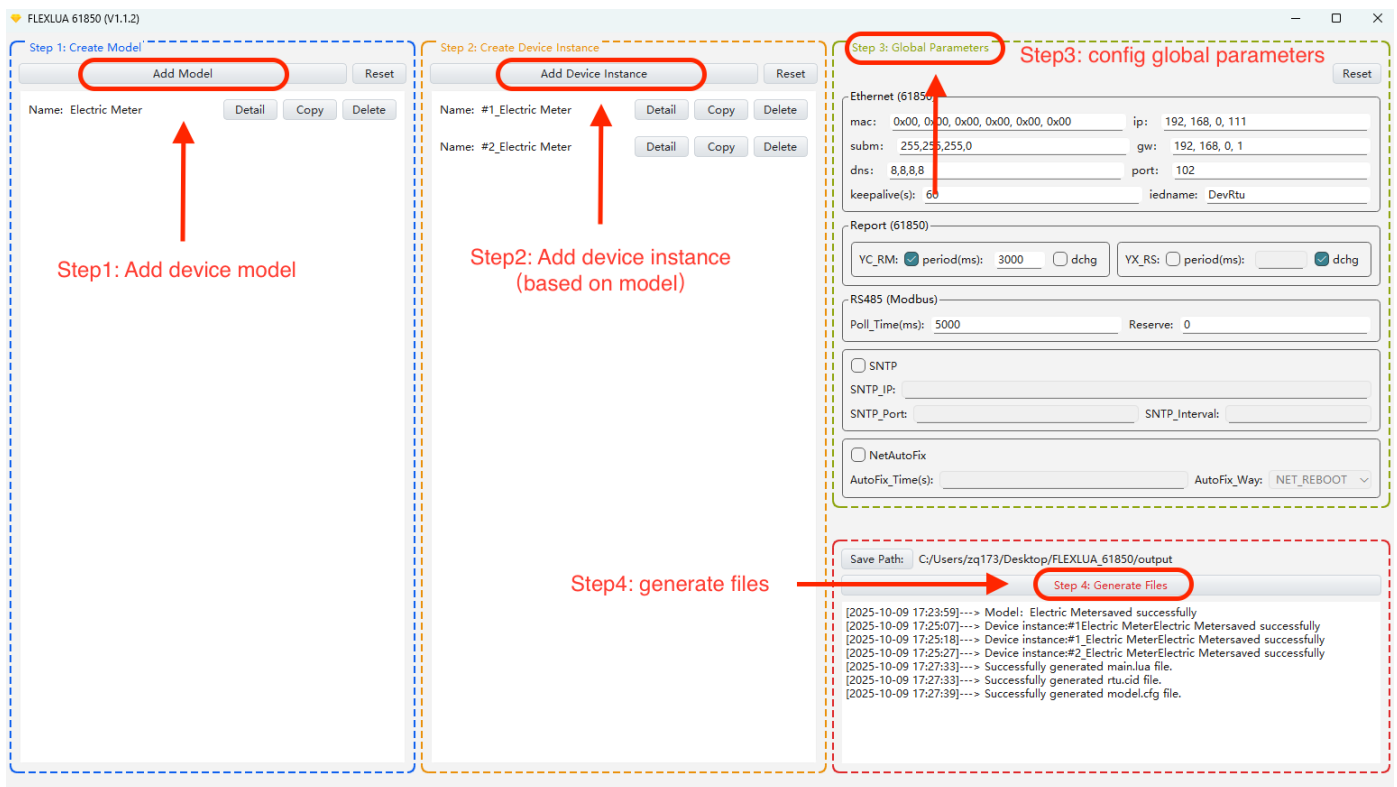 FLEXLUA 61850 (V1.1.2)
Step 1: Create Model
Add Model
Reset
Name: Electric Meter
Detail
Copy
Delete
Step1: Add device model
Step 2: Create Device Instance
Add Device Instance
Reset
Name: #1_Electric Meter
Detail
Copy
Delete
Name: #2_Electric Meter
Detail
Copy
Delete
Step2: Add device instance
(based on model)
Step 3: Global Parameters
Step3: config global parameters
Reset
Ethernet (61850)
mac: 0x00, 0x00, 0x00, 0x00, 0x00, 0x00
ip: 192, 168, 0, 111
subm: 255,255,255,0
gw: 192, 168, 0, 1
dns: 8,8,8,8
port: 102
keepalive(s): 60
iedname: DevRtu
Report (61850)
YC_RM: period(ms): 3000 dchg
YX_RS: period(ms): dchg
RS485 (Modbus)
Poll_Time(ms): 5000
Reserve: 0
SNTP
SNTP_IP:
SNTP_Port:
SNTP_Interval:
NetAutoFix
AutoFix_Time(s):
AutoFix_Way: NET_REBOOT
Save Path: C:/Users/zq173/Desktop/FLEXLUA_61850/output
Step4: generate files
Step 4: Generate Files
[2025-10-09 17:23:59]---> Model: Electric Metersaved successfully
[2025-10-09 17:25:07]---> Device instance:#1Electric MeterElectric Metersaved successfully
[2025-10-09 17:25:18]---> Device instance:#1_Electric MeterElectric Metersaved successfully
[2025-10-09 17:25:27]---> Device instance:#2_Electric MeterElectric Metersaved successfully
[2025-10-09 17:27:33]---> Successfully generated main.lua file.
[2025-10-09 17:27:33]---> Successfully generated rtu.cid file.
[2025-10-09 17:27:39]---> Successfully generated model.cfg file.